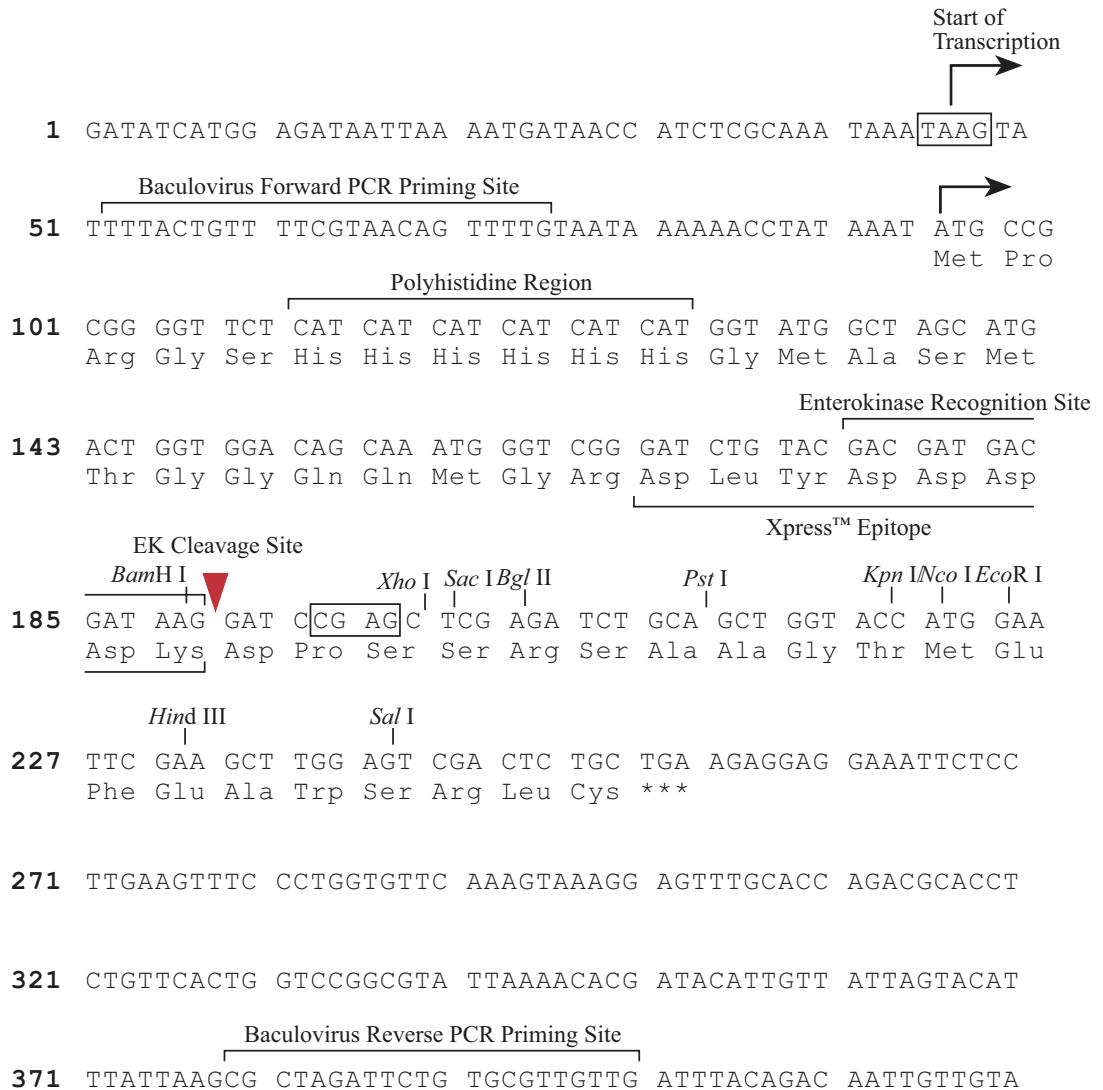 Start of
Transcription
1 GATATCATGG AGATAATTAA AATGATAACC ATCTCGCAAA TAAATAAGTA
Baculovirus Forward PCR Priming Site
51 TTTTACTGTT TTCGTAACAG TTTTGTAATA AAAAACCTAT AAAT ATG CCG
Met Pro
Polyhistidine Region
101 CGG GGT TCT CAT CAT CAT CAT CAT CAT GGT ATG GCT AGC ATG
Arg Gly Ser His His His His His His Gly Met Ala Ser Met
Enterokinase Recognition Site
143 ACT GGT GGA CAG CAA ATG GGT CGG GAT CTG TAC GAC GAT GAC
Thr Gly Gly Gln Gln Met Gly Arg Asp Leu Tyr Asp Asp Asp
Xpress™ Epitope
EK Cleavage Site
BamH I Xho I Sac I Bgl II Pst I Kpn I Nco I EcoR I
185 GAT AAG GAT CCG AGC TCG AGA TCT GCA GCT GGT ACC ATG GAA
Asp Lys Asp Pro Ser Ser Arg Ser Ala Ala Gly Thr Met Glu
Hind III Sal I
227 TTC GAA GCT TGG AGT CGA CTC TGC TGA AGAGGAG GAAATTCTCC
Phe Glu Ala Trp Ser Arg Leu Cys ***
271 TTGAAGTTTC CCTGGTGTTC AAAGTAAAGG AGTTTGCACC AGACGCACCT
321 CTGTTCACTG GTCCGGCGTA TTAAAACACG ATACATTGTT ATTAGTACAT
Baculovirus Reverse PCR Priming Site
371 TTATTAAGCG CTAGATTCTG TGCGTTGTTG ATTTACAGAC AATTGTTGTA